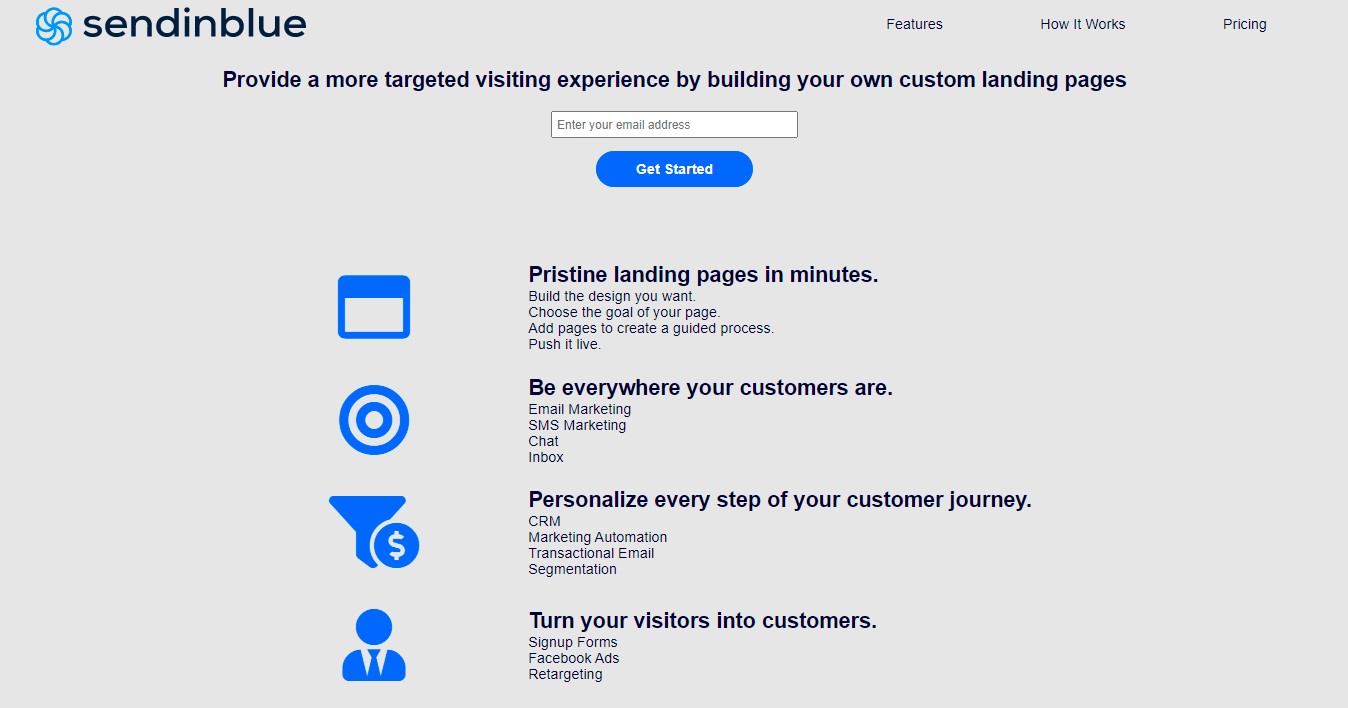 sendinblue
Features
How It Works
Pricing
Provide a more targeted visiting experience by building your own custom landing pages
Enter your email address
Get Started
Pristine landing pages in minutes.
Build the design you want.
Choose the goal of your page.
Add pages to create a guided process.
Push it live.
Be everywhere your customers are.
Email Marketing
SMS Marketing
Chat
Inbox
$
Personalize every step of your customer journey.
CRM
Marketing Automation
Transactional Email
Segmentation
Turn your visitors into customers.
Signup Forms
Facebook Ads
Retargeting